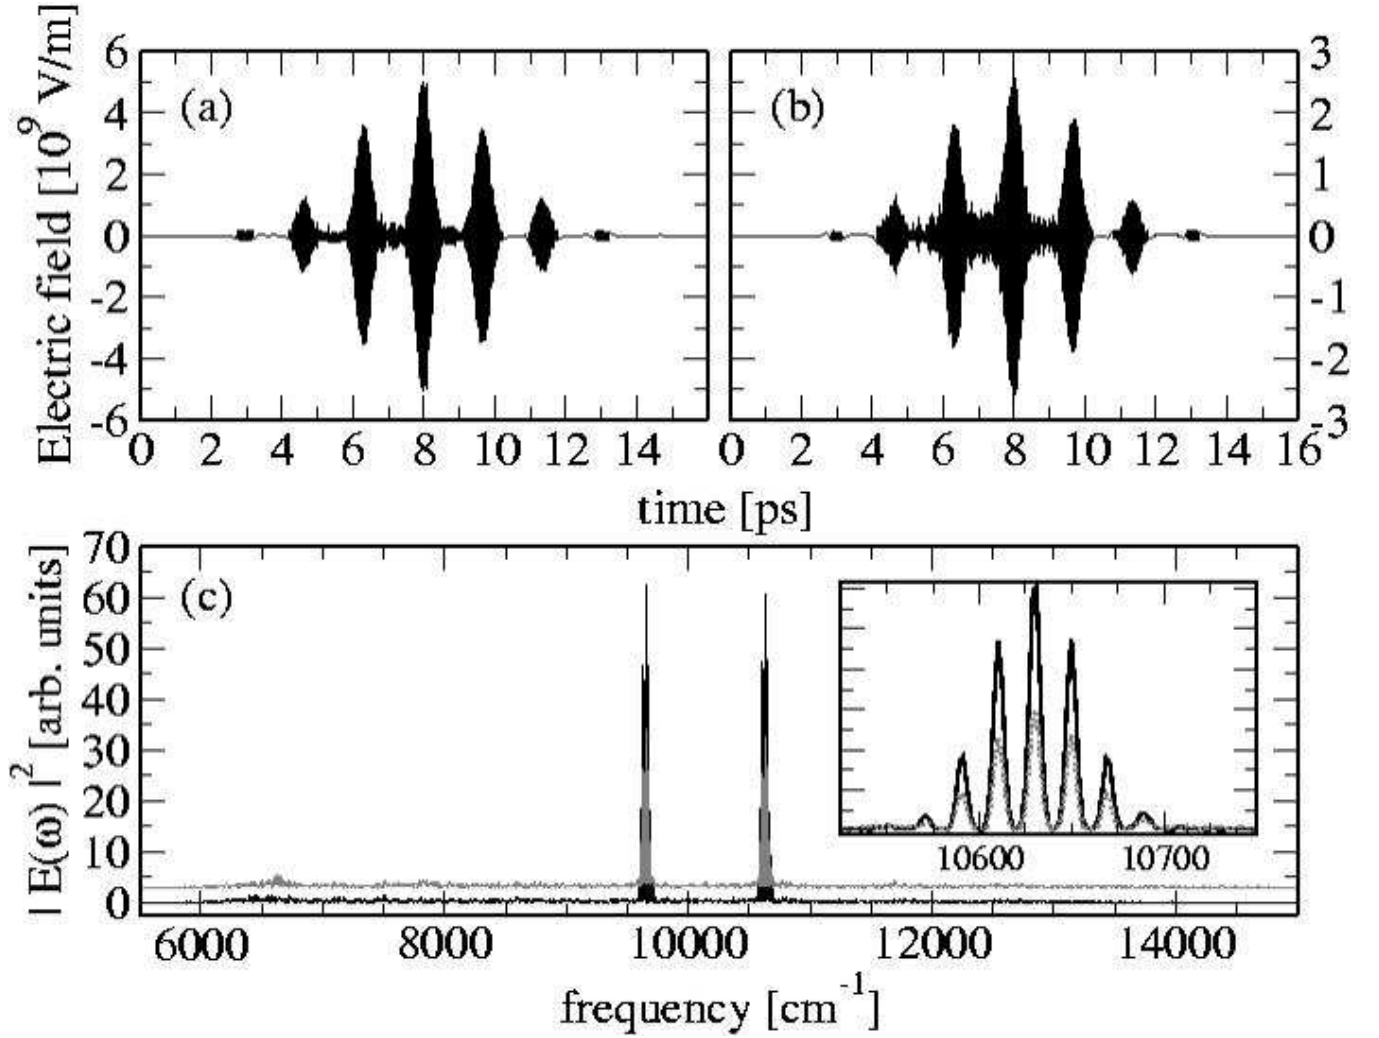 Electric field [10^9 V/m]
6
4
2
0
-2
-4
-6
(a)
(b)
3
2
1
0
-1
-2
-3
0 2 4 6 8 10 12 14
0 2 4 6 8 10 12 14 16
time [ps]
| E(ω) |^2 [arb. units]
70
60
50
40
30
20
10
0
(c)
10600 10700
6000 8000 10000 12000 14000
frequency [cm^-1]